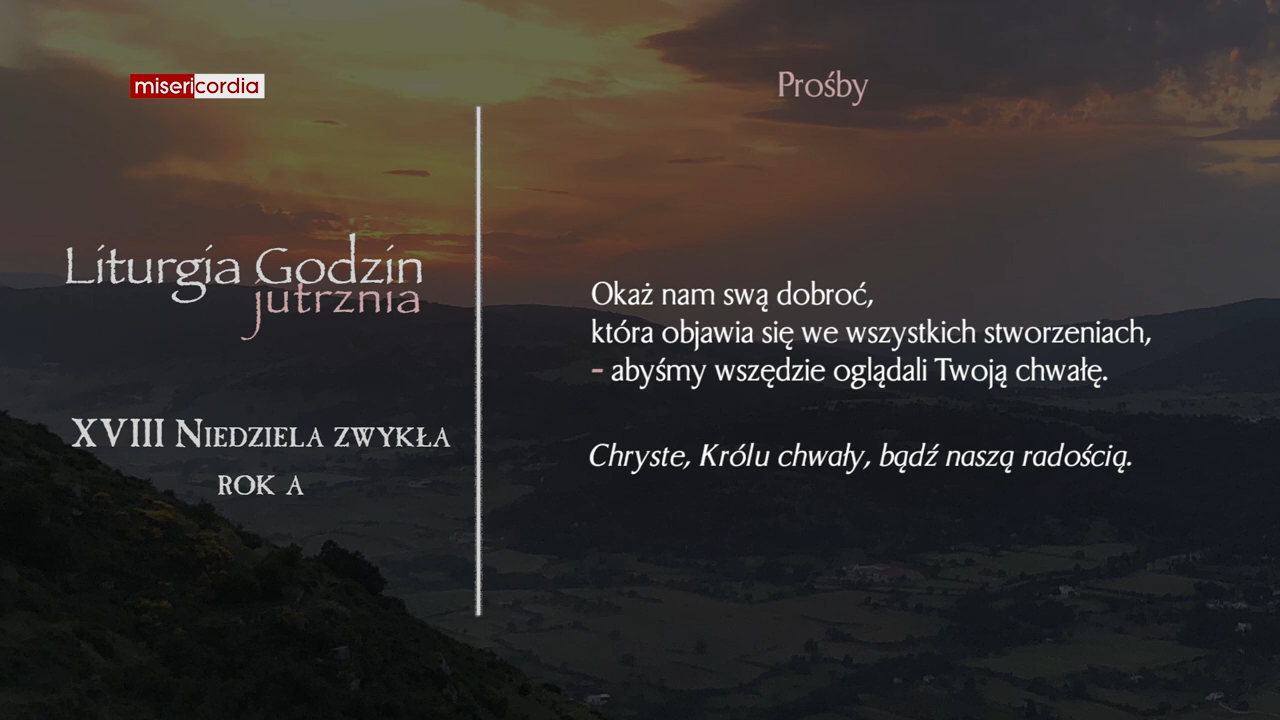 misericordia
Liturgia Godzin
jutrznia
XVIII Niedziela zwykła
rok A
Prośby
Okaż nam swą dobroć,
która objawia się we wszystkich stworzeniach,
- abyśmy wszędzie oglądali Twoją chwałę.
Chryste, Królu chwały, bądź naszą radością.